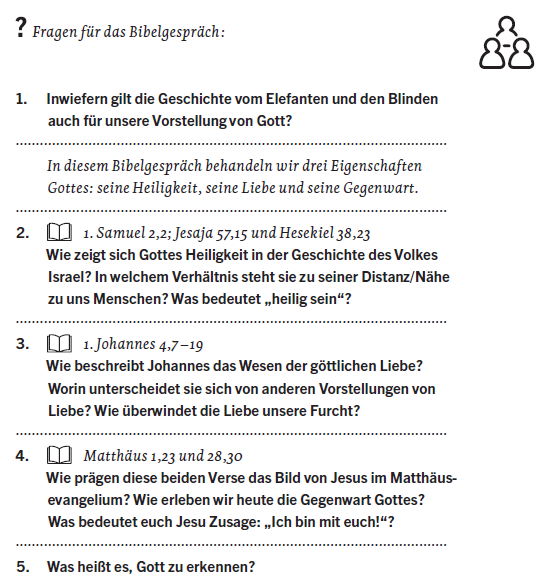 ? Fragen für das Bibelgespräch:
1. Inwiefern gilt die Geschichte vom Elefanten und den Blinden
auch für unsere Vorstellung von Gott?
In diesem Bibelgespräch behandeln wir drei Eigenschaften
Gottes: seine Heiligkeit, seine Liebe und seine Gegenwart.
2. 1. Samuel 2,2; Jesaja 57,15 und Hesekiel 38,23
Wie zeigt sich Gottes Heiligkeit in der Geschichte des Volkes
Israel? In welchem Verhältnis steht sie zu seiner Distanz/Nähe
zu uns Menschen? Was bedeutet „heilig sein“?
3. 1. Johannes 4,7–19
Wie beschreibt Johannes das Wesen der göttlichen Liebe?
Worin unterscheidet sie sich von anderen Vorstellungen von
Liebe? Wie überwindet die Liebe unsere Furcht?
4. Matthäus 1,23 und 28,30
Wie prägen diese beiden Verse das Bild von Jesus im Matthäus-
evangelium? Wie erleben wir heute die Gegenwart Gottes?
Was bedeutet euch Jesu Zusage: „Ich bin mit euch!“?
5. Was heißt es, Gott zu erkennen?